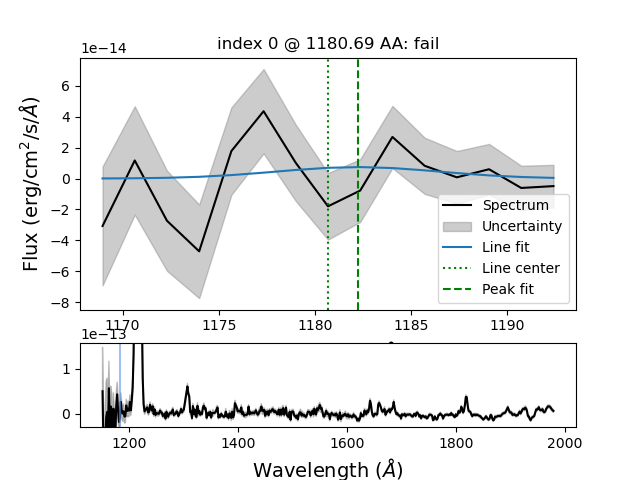 index 0 @ 1180.69 AA: fail
1e−14
6
4
2
0
−2
−4
−6
−8
Flux (erg/cm²/s/Å)
Spectrum
Uncertainty
Line fit
Line center
Peak fit
1170
1175
1180
1185
1190
1e−13
1
0
1200
1400
1600
1800
2000
Wavelength (Å)